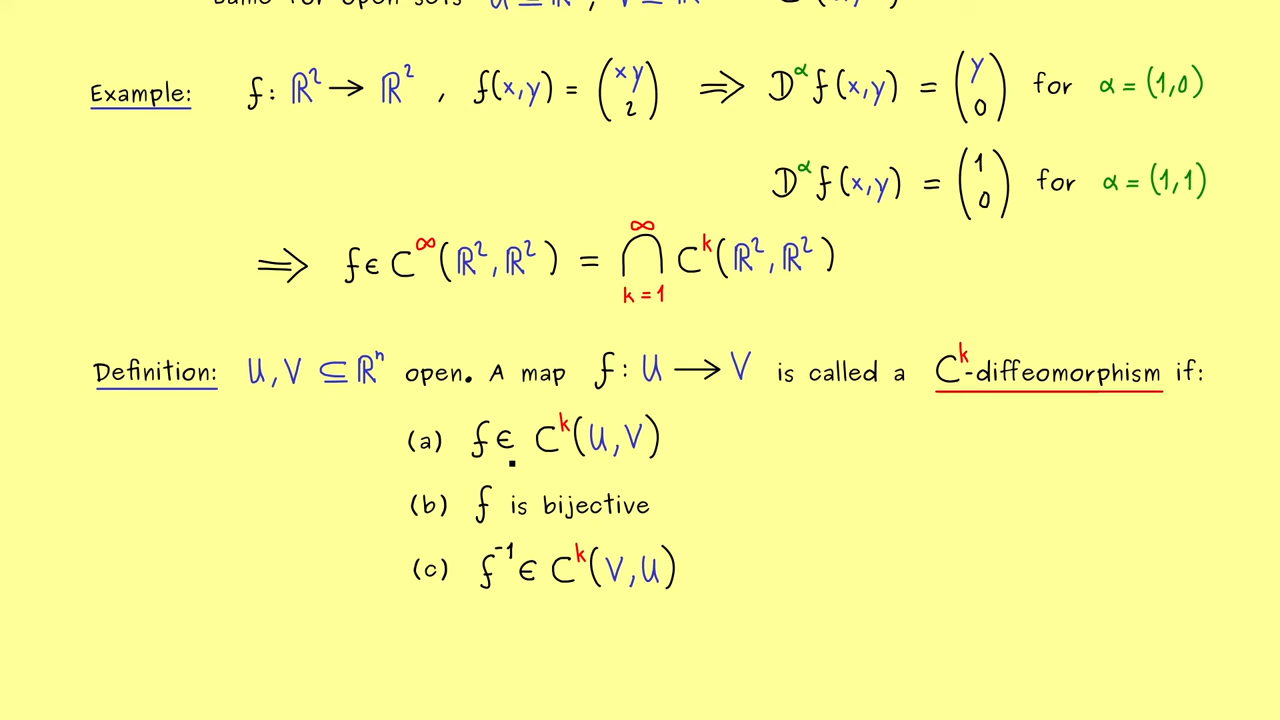 Example: f: ℝ² → ℝ² , f(x,y) = (xy 2) ⟹ D^α f(x,y) = (y 0) for α = (1,0)
D^α f(x,y) = (1 0) for α = (1,1)
⟹ f ∈ C^∞(ℝ², ℝ²) = ⋂_{k=1}^∞ C^k(ℝ², ℝ²)
Definition: U, V ⊆ ℝⁿ open. A map f: U → V is called a C^k-diffeomorphism if:
(a) f ∈ C^k(U, V)
(b) f is bijective
(c) f⁻¹ ∈ C^k(V, U)